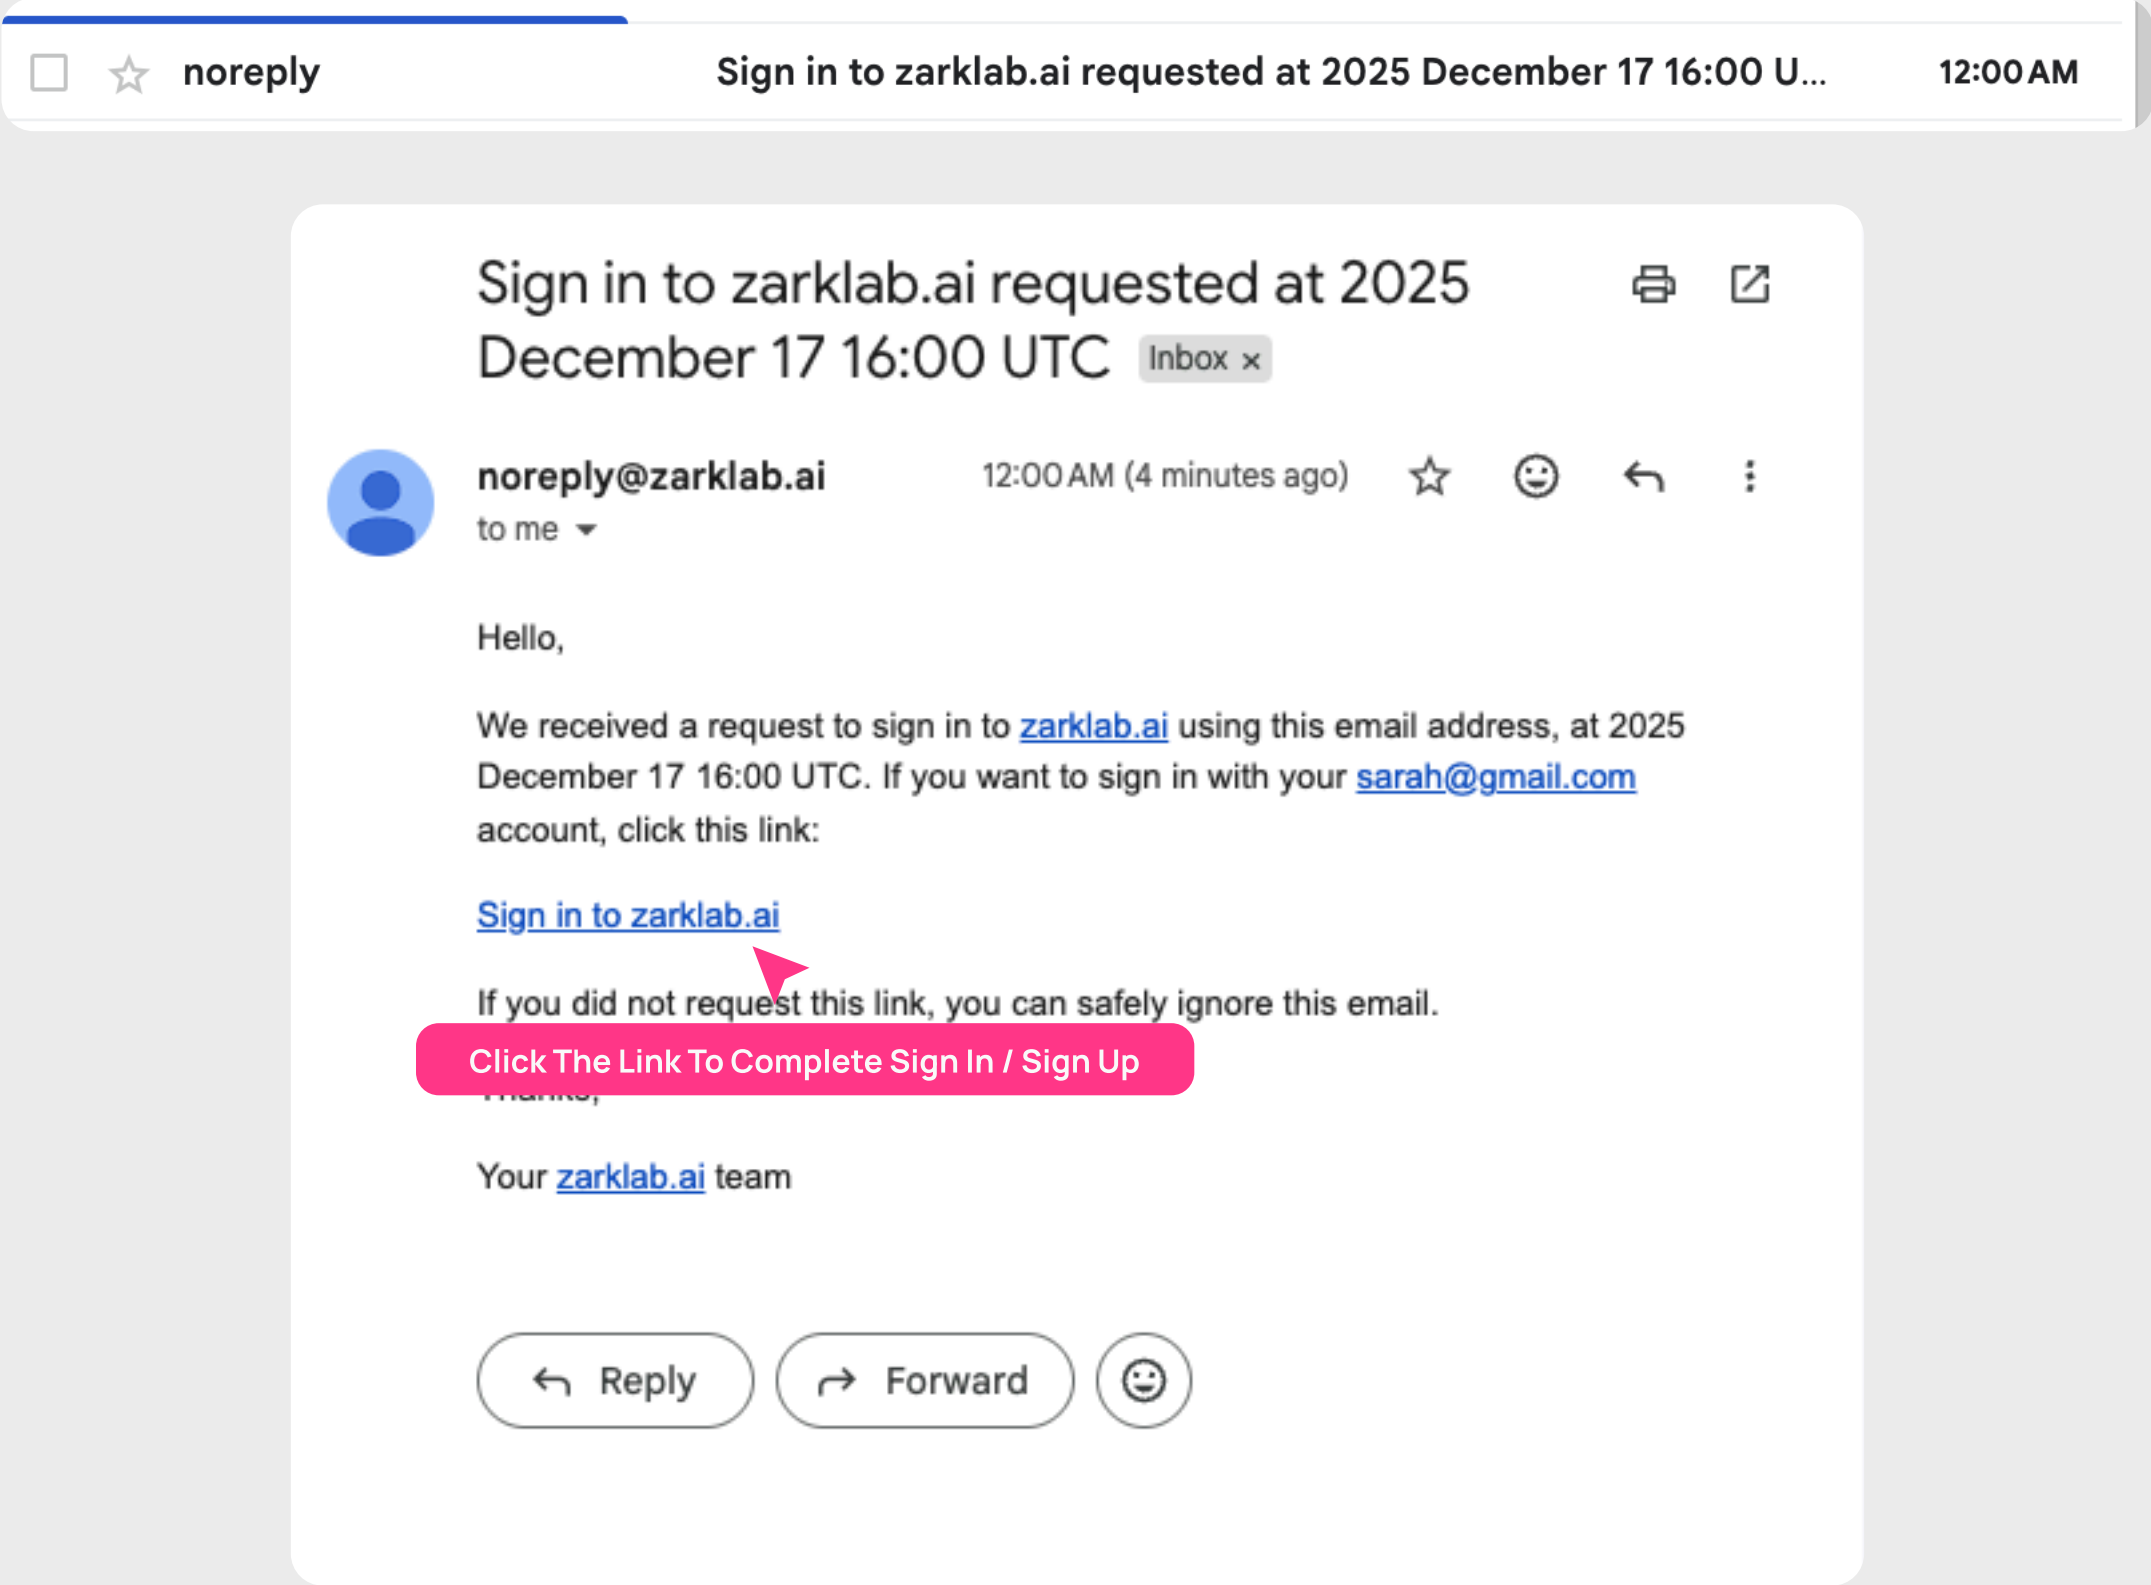 noreply Sign in to zarklab.ai requested at 2025 December 17 16:00 U... 12:00 AM
Sign in to zarklab.ai requested at 2025
December 17 16:00 UTC Inbox ×
noreply@zarklab.ai 12:00 AM (4 minutes ago)
to me
Hello,
We received a request to sign in to zarklab.ai using this email address, at 2025
December 17 16:00 UTC. If you want to sign in with your sarah@gmail.com
account, click this link:
Sign in to zarklab.ai
If you did not request this link, you can safely ignore this email.
Click The Link To Complete Sign In / Sign Up
Your zarklab.ai team
Reply Forward